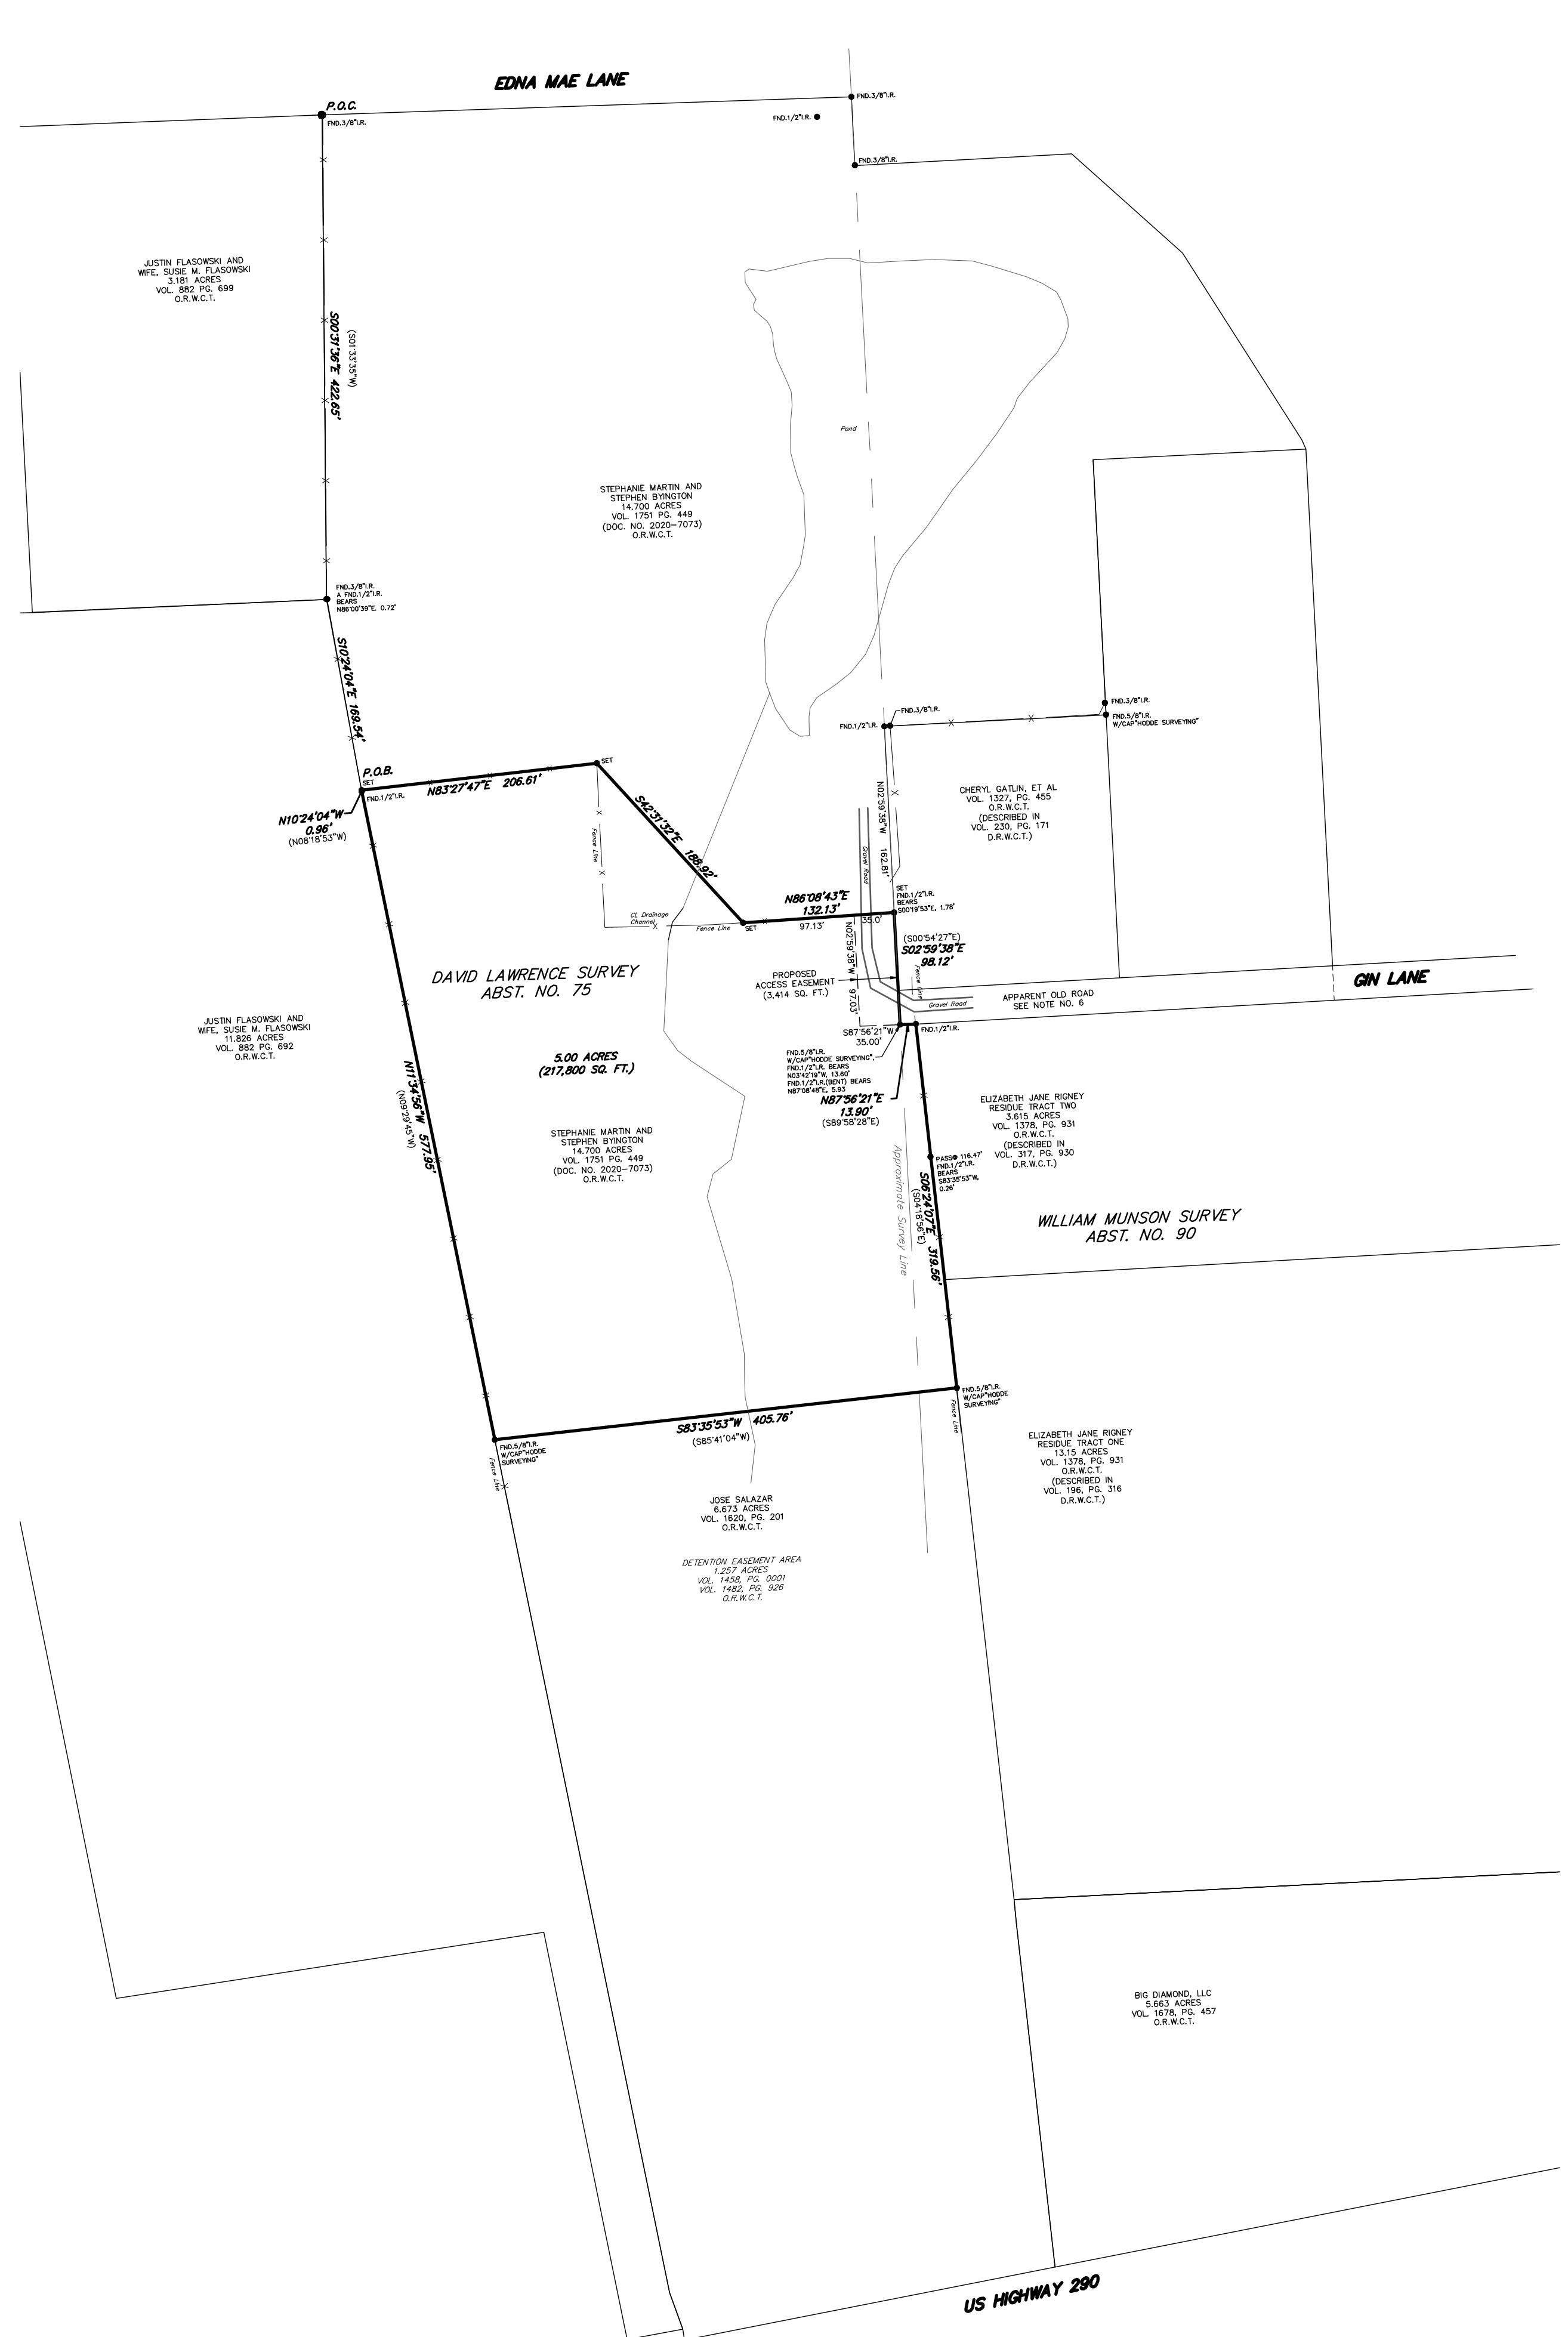 EDNA MAE LANE
P.O.C.
FND.3/8"I.R.
FND.3/8"I.R.
FND.1/2"I.R.
FND.3/8"I.R.
JUSTIN FLASOWSKI AND
WIFE, SUSIE M. FLASOWSKI
3.181 ACRES
VOL. 882 PG. 699
O.R.W.C.T.
S00°31'36"E 422.65'
(S01°33'35"W)
Pond
STEPHANIE MARTIN AND
STEPHEN BYINGTON
14.700 ACRES
VOL. 1751 PG. 449
(DOC. NO. 2020-7073)
O.R.W.C.T.
FND.3/8"I.R.
A FND.1/2"I.R.
BEARS
N86°00'39"E, 0.72'
S10°24'04"E 169.54'
FND.3/8"I.R.
FND.1/2"I.R.
FND.3/8"I.R.
FND.5/8"I.R.
W/CAP"HODDE SURVEYING"
P.O.B.
SET
FND.1/2"I.R.
N83°27'47"E 206.61'
SET
N10°24'04"W
0.96'
(N08°18'53"W)
Fence Line
S42°31'32"E 188.92'
N02°59'38"W 162.81'
CHERYL GATLIN, ET AL
VOL. 1327, PG. 455
O.R.W.C.T.
(DESCRIBED IN
VOL. 230, PG. 171
D.R.W.C.T.)
Gravel Road
SET
FND.1/2"I.R.
BEARS
S00°19'53"E, 1.78'
N86°08'43"E
132.13'
35.0'
97.13'
CL Drainage
Channel
Fence Line
SET
N02°59'38"W 97.03'
(S00°54'27"E)
S02°59'38"E
98.12'
Fence Line
DAVID LAWRENCE SURVEY
ABST. NO. 75
PROPOSED
ACCESS EASEMENT
(3,414 SQ. FT.)
Gravel Road
APPARENT OLD ROAD
SEE NOTE NO. 6
GIN LANE
S87°56'21"W
35.00'
FND.1/2"I.R.
JUSTIN FLASOWSKI AND
WIFE, SUSIE M. FLASOWSKI
11.826 ACRES
VOL. 882 PG. 692
O.R.W.C.T.
5.00 ACRES
(217,800 SQ. FT.)
FND.5/8"I.R.
W/CAP"HODDE SURVEYING",
FND.1/2"I.R. BEARS
N03°42'19"W, 13.60'
FND.1/2"I.R.(BENT) BEARS
N87°08'48"E, 5.93
N87°56'21"E
13.90'
(S89°58'28"E)
N11°34'56"W 577.95'
(N09°29'45"W)
STEPHANIE MARTIN AND
STEPHEN BYINGTON
14.700 ACRES
VOL. 1751 PG. 449
(DOC. NO. 2020-7073)
O.R.W.C.T.
ELIZABETH JANE RIGNEY
RESIDUE TRACT TWO
3.615 ACRES
VOL. 1378, PG. 931
O.R.W.C.T.
(DESCRIBED IN
VOL. 317, PG. 930
D.R.W.C.T.)
PASS@ 116.47'
FND.1/2"I.R.
BEARS
S83°35'53"W,
0.26'
Approximate Survey Line
S06°24'07"E 319.56'
(S04°18'56"E)
WILLIAM MUNSON SURVEY
ABST. NO. 90
FND.5/8"I.R.
W/CAP"HODDE
SURVEYING"
Fence Line
S83°35'53"W 405.76'
(S85°41'04"W)
FND.5/8"I.R.
W/CAP"HODDE
SURVEYING"
Fence Line
ELIZABETH JANE RIGNEY
RESIDUE TRACT ONE
13.15 ACRES
VOL. 1378, PG. 931
O.R.W.C.T.
(DESCRIBED IN
VOL. 196, PG. 316
D.R.W.C.T.)
JOSE SALAZAR
6.673 ACRES
VOL. 1620, PG. 201
O.R.W.C.T.
DETENTION EASEMENT AREA
1.257 ACRES
VOL. 1458, PG. 0001
VOL. 1482, PG. 926
O.R.W.C.T.
BIG DIAMOND, LLC
5.663 ACRES
VOL. 1678, PG. 457
O.R.W.C.T.
US HIGHWAY 290